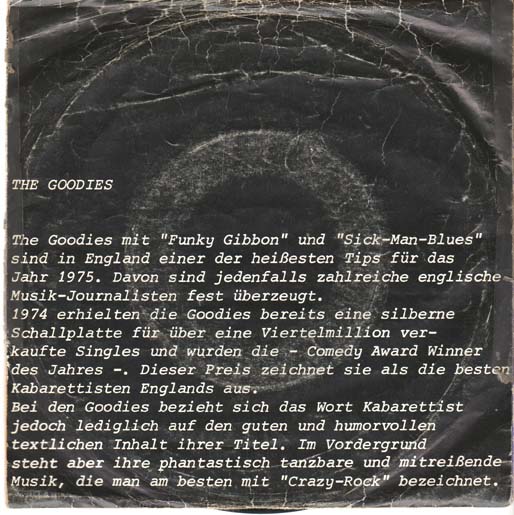 THE GOODIES
The Goodies mit "Funky Gibbon" und "Sick-Man-Blues"
sind in England einer der heißesten Tips für das
Jahr 1975. Davon sind jedenfalls zahlreiche englische
Musik-Journalisten fest überzeugt.
1974 erhielten die Goodies bereits eine silberne
Schallplatte für über eine Viertelmillion ver-
kaufte Singles und wurden die - Comedy Award Winner
des Jahres -. Dieser Preis zeichnet sie als die besten
Kabarettisten Englands aus.
Bei den Goodies bezieht sich das Wort Kabarettist
jedoch lediglich auf den guten und humorvollen
textlichen Inhalt ihrer Titel. Im Vordergrund
steht aber ihre phantastisch tanzbare und mitreißende
Musik, die man am besten mit "Crazy-Rock" bezeichnet.